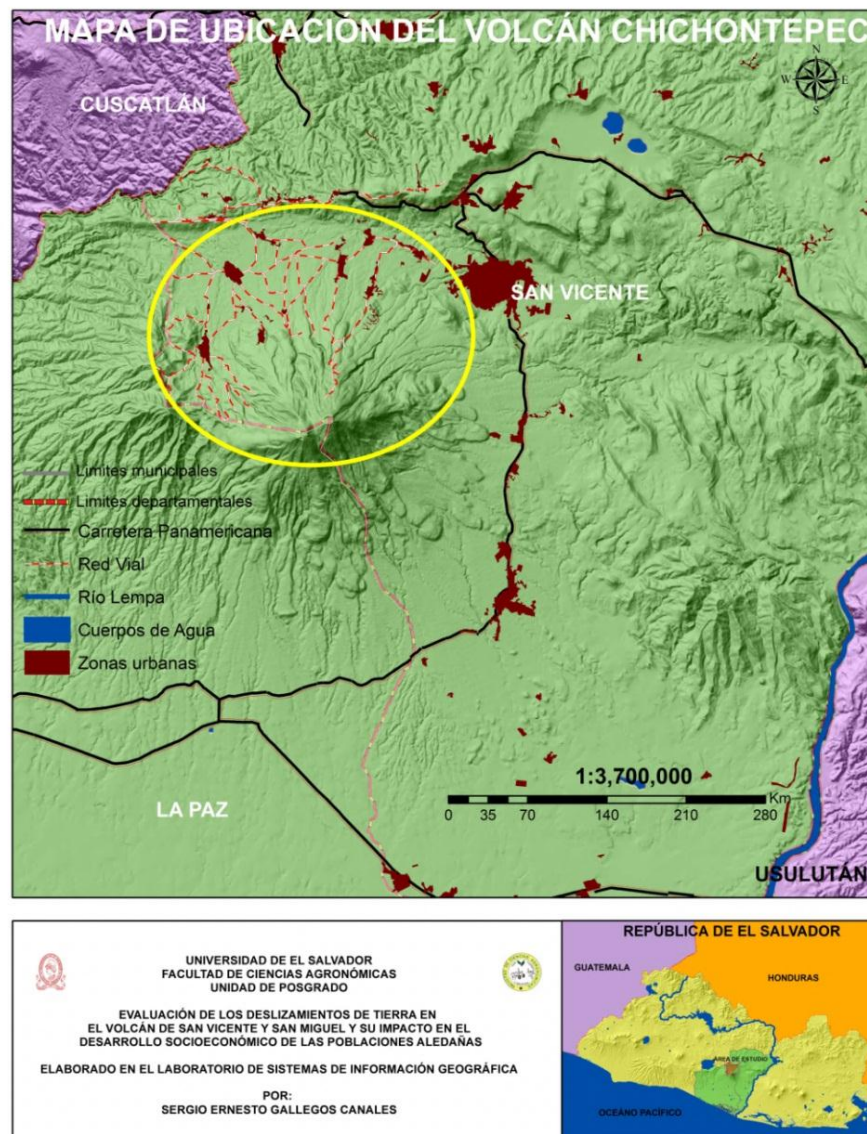 MAPA DE UBICACIÓN DEL VOLCÁN CHICHONTEPEC
N
W E
S
CUSCATLÁN
SAN VICENTE
Limites municipales
Limites departamentales
Carretera Panamericana
Red Vial
Río Lempa
Cuerpos de Agua
Zonas urbanas
1:3,700,000
Km
0 35 70 140 210 280
LA PAZ
USULUTÁN
UNIVERSIDAD DE EL SALVADOR
FACULTAD DE CIENCIAS AGRONÓMICAS
UNIDAD DE POSGRADO
EVALUACIÓN DE LOS DESLIZAMIENTOS DE TIERRA EN
EL VOLCÁN DE SAN VICENTE Y SAN MIGUEL Y SU IMPACTO EN EL
DESARROLLO SOCIOECONÓMICO DE LAS POBLACIONES ALEDAÑAS
ELABORADO EN EL LABORATORIO DE SISTEMAS DE INFORMACIÓN GEOGRÁFICA
POR:
SERGIO ERNESTO GALLEGOS CANALES
REPÚBLICA DE EL SALVADOR
GUATEMALA
HONDURAS
AREA DE ESTUDIO
OCEANO PACÍFICO